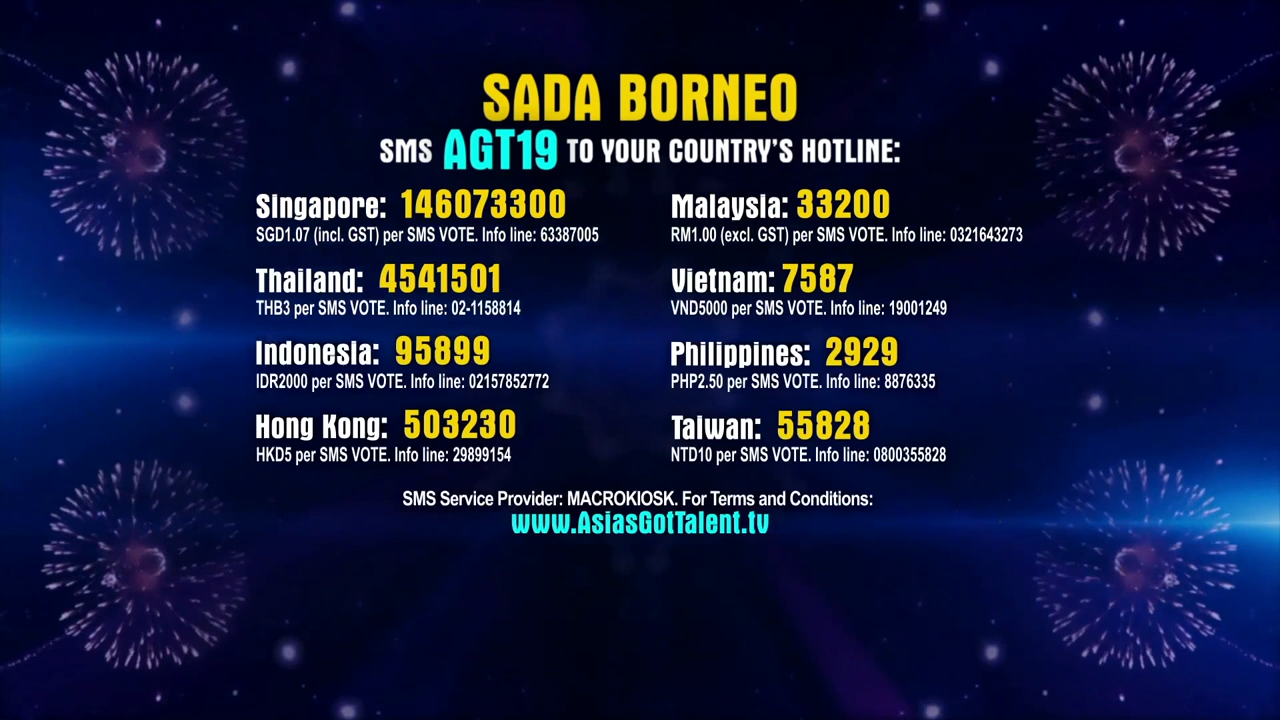 SADA BORNEO
SMS AGT19 TO YOUR COUNTRY'S HOTLINE:
Singapore: 146073300
SGD1.07 (incl. GST) per SMS VOTE. Info line: 63387005
Malaysia: 33200
RM1.00 (excl. GST) per SMS VOTE. Info line: 0321643273
Thailand: 4541501
THB3 per SMS VOTE. Info line: 02-1158814
Vietnam: 7587
VND5000 per SMS VOTE. Info line: 19001249
Indonesia: 95899
IDR2000 per SMS VOTE. Info line: 02157852772
Philippines: 2929
PHP2.50 per SMS VOTE. Info line: 8876335
Hong Kong: 503230
HKD5 per SMS VOTE. Info line: 29899154
Taiwan: 55828
NTD10 per SMS VOTE. Info line: 0800355828
SMS Service Provider: MACROKIOSK. For Terms and Conditions:
www.AsiasGotTalent.tv